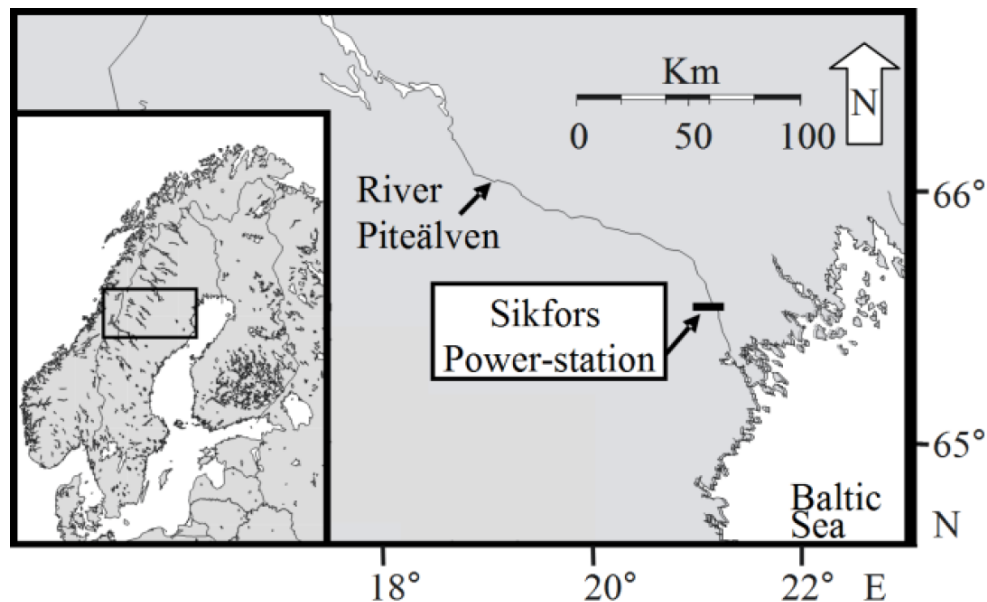 Km
N
0 50 100
River
Piteälven
66°
Sikfors
Power-station
65°
Baltic
Sea
N
18° 20° 22° E